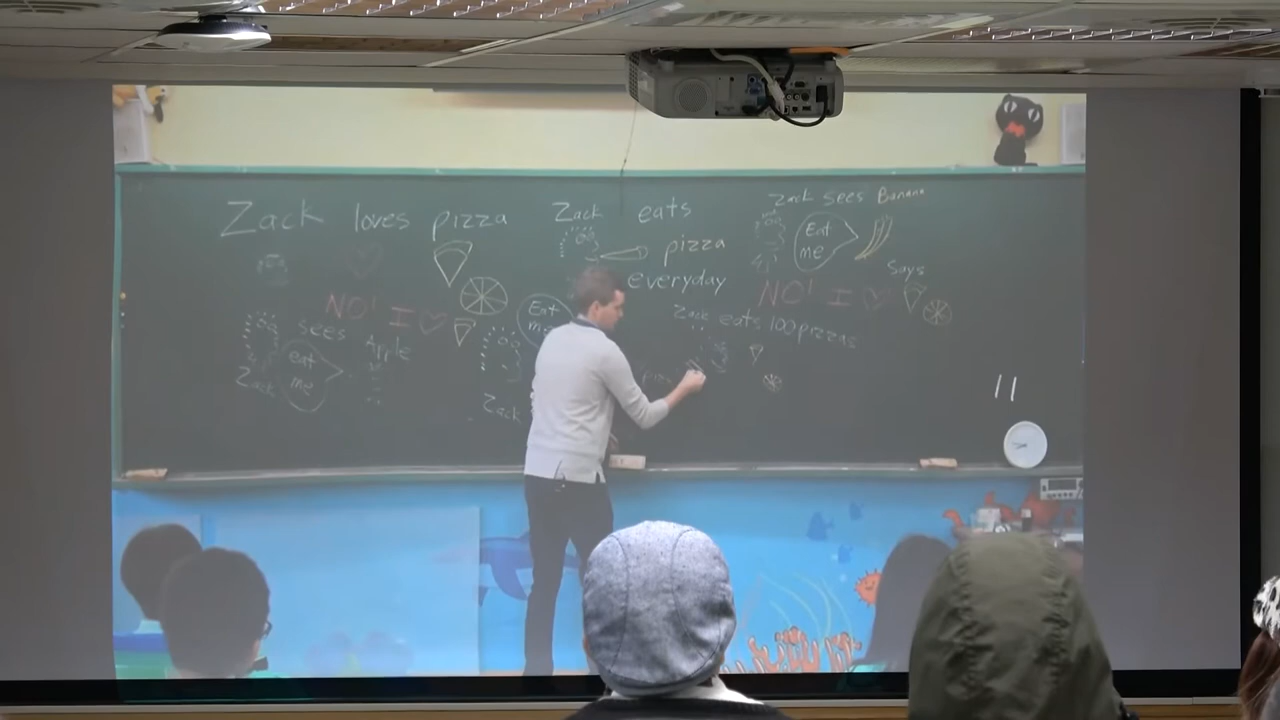 Zack loves pizza
NO! I
sees
Apple
eat
me
Zack
Zack eats
pizza
everyday
Eat
me
Zack
Zack sees Banana
Eat
me
Says
NO! I
Zack eats 100 pizzas
11